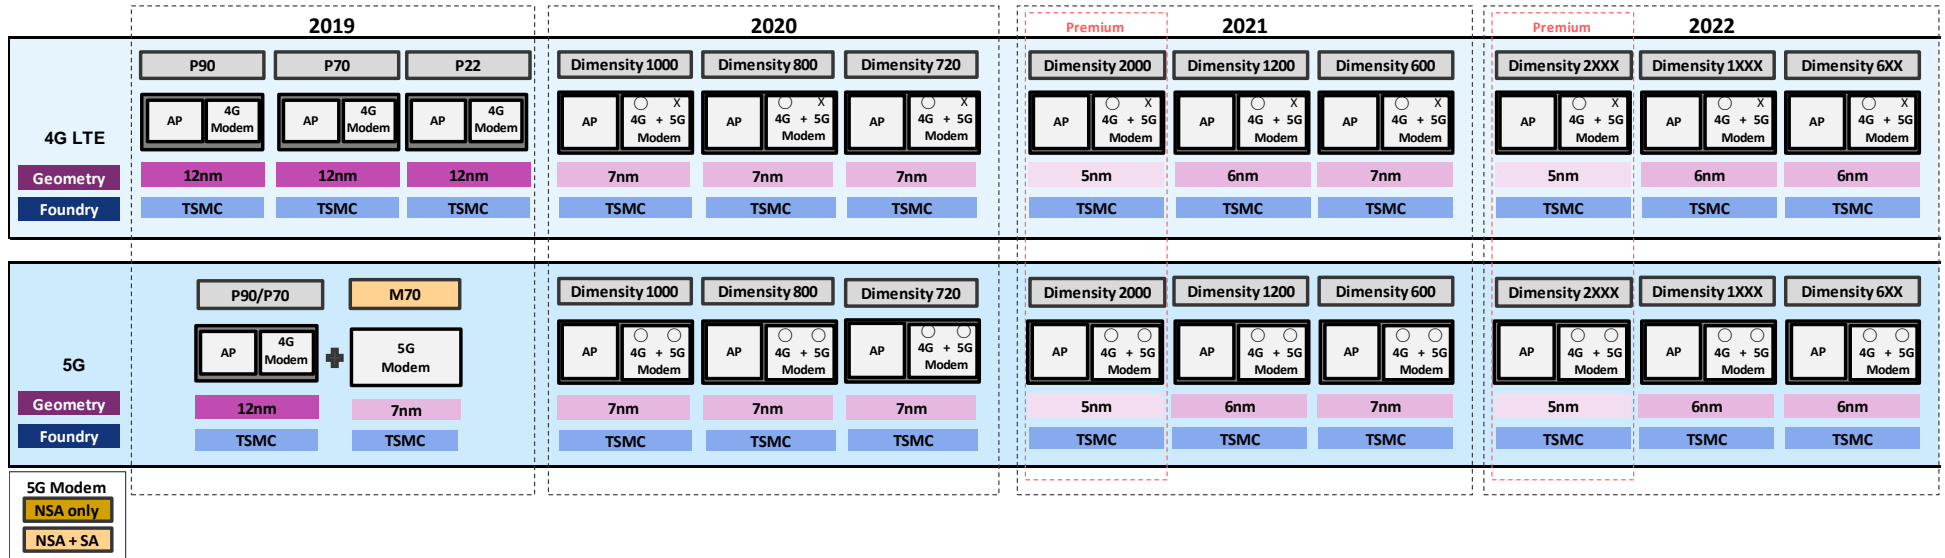 2019 2020 Premium 2021 Premium 2022
P90 P70 P22 Dimensity 1000 Dimensity 800 Dimensity 720 Dimensity 2000 Dimensity 1200 Dimensity 600 Dimensity 2XXX Dimensity 1XXX Dimensity 6XX
4G LTE
AP 4G Modem AP 4G Modem AP 4G Modem
AP X 4G + 5G Modem AP X 4G + 5G Modem AP X 4G + 5G Modem
AP X 4G + 5G Modem AP X 4G + 5G Modem AP X 4G + 5G Modem
AP X 4G + 5G Modem AP X 4G + 5G Modem AP X 4G + 5G Modem
Geometry 12nm 12nm 12nm 7nm 7nm 7nm 5nm 6nm 7nm 5nm 6nm 6nm
Foundry TSMC TSMC TSMC TSMC TSMC TSMC TSMC TSMC TSMC TSMC TSMC TSMC
P90/P70 M70 Dimensity 1000 Dimensity 800 Dimensity 720 Dimensity 2000 Dimensity 1200 Dimensity 600 Dimensity 2XXX Dimensity 1XXX Dimensity 6XX
5G
AP 4G Modem 5G Modem
AP 4G + 5G Modem AP 4G + 5G Modem AP 4G + 5G Modem
AP 4G + 5G Modem AP 4G + 5G Modem AP 4G + 5G Modem
AP 4G + 5G Modem AP 4G + 5G Modem AP 4G + 5G Modem
Geometry 12nm 7nm 7nm 7nm 7nm 5nm 6nm 7nm 5nm 6nm 6nm
Foundry TSMC TSMC TSMC TSMC TSMC TSMC TSMC TSMC TSMC TSMC TSMC
5G Modem
NSA only
NSA + SA